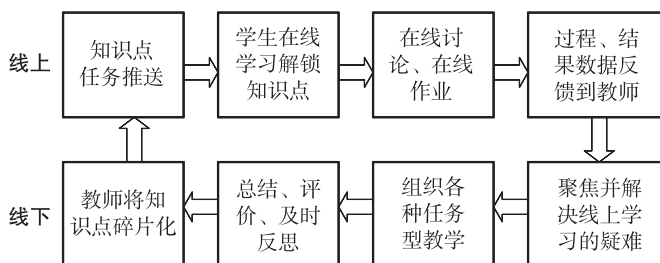 线上
知识点
任务推送
学生在线
学习解锁
知识点
在线讨
论、在线
作业
过程、结
果数据反
馈到教师
线下
教师将知
识点碎片化
总结、评
价、及时
反思
组织各
种任务
型教学
聚焦并解
决线上学
习的疑难